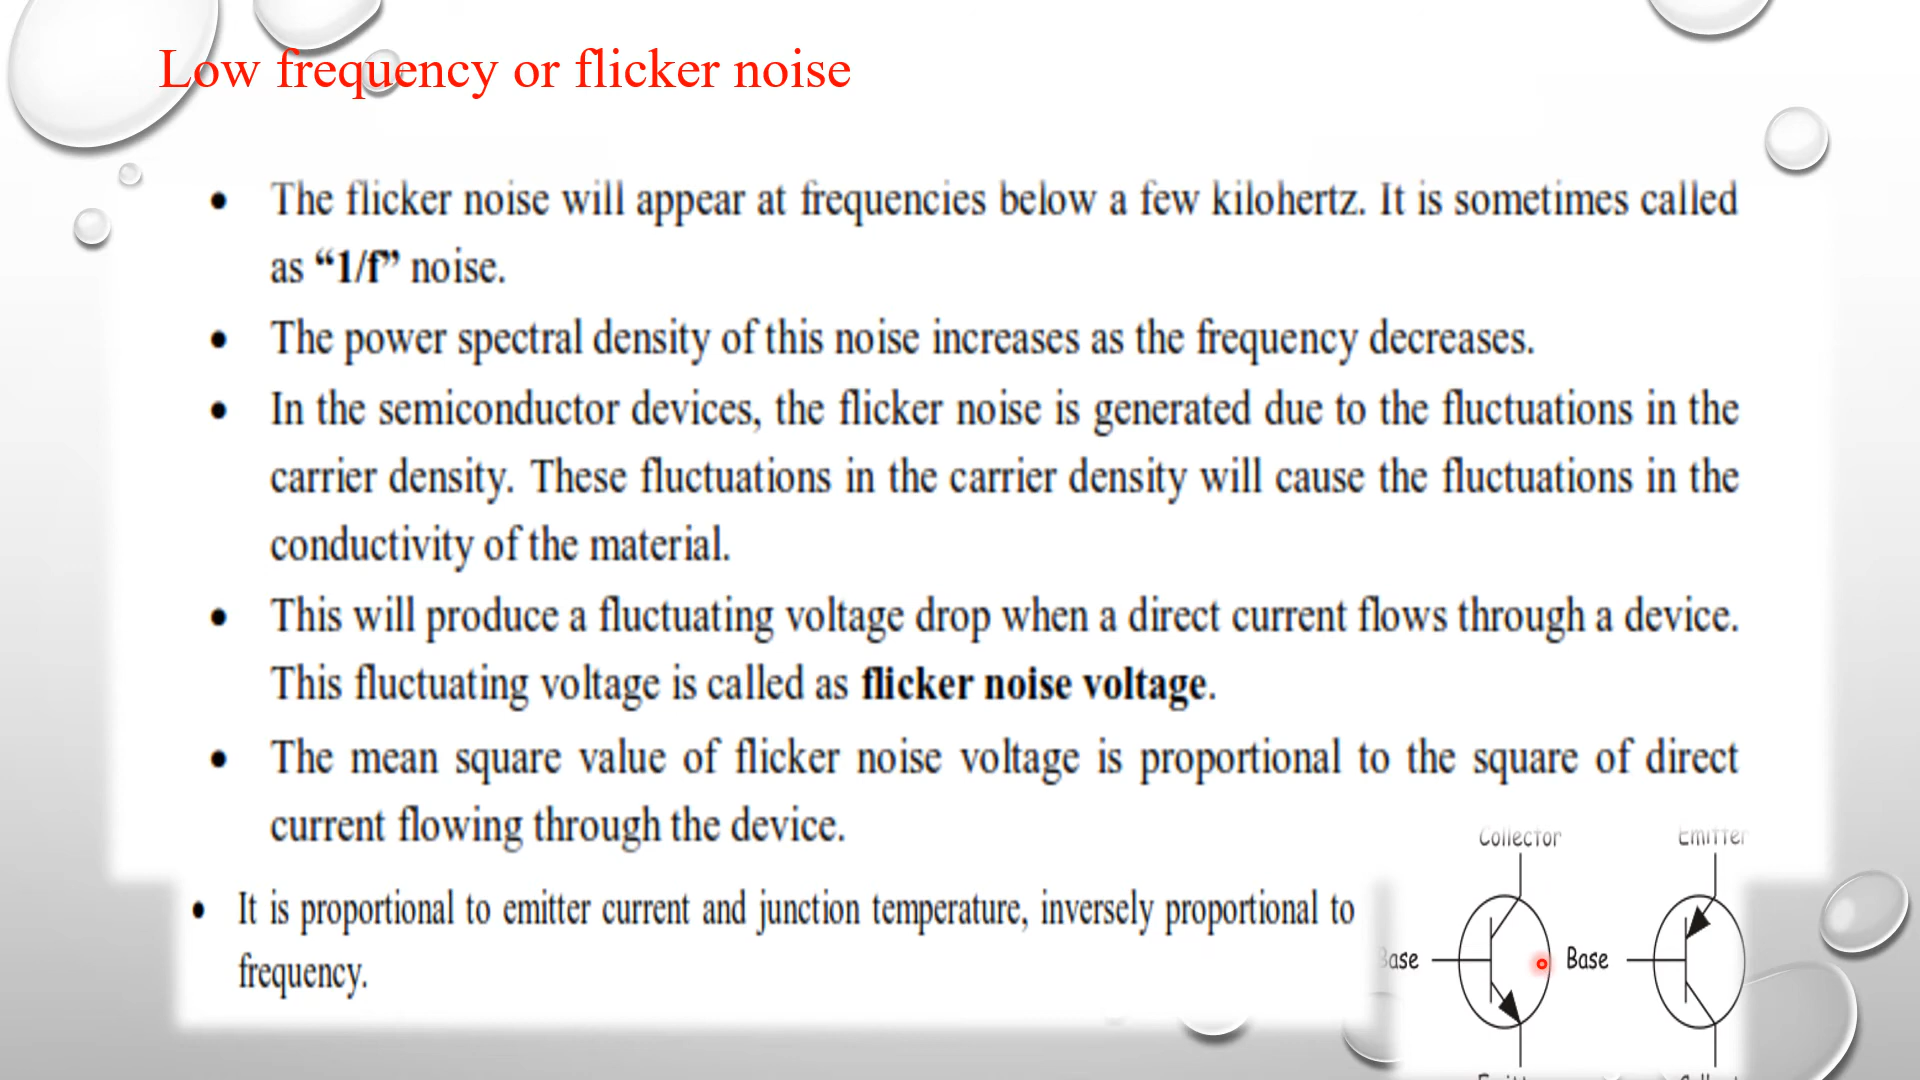 Low frequency or flicker noise
• The flicker noise will appear at frequencies below a few kilohertz. It is sometimes called
as “1/f” noise.
• The power spectral density of this noise increases as the frequency decreases.
• In the semiconductor devices, the flicker noise is generated due to the fluctuations in the
carrier density. These fluctuations in the carrier density will cause the fluctuations in the
conductivity of the material.
• This will produce a fluctuating voltage drop when a direct current flows through a device.
This fluctuating voltage is called as flicker noise voltage.
• The mean square value of flicker noise voltage is proportional to the square of direct
current flowing through the device.
• It is proportional to emitter current and junction temperature, inversely proportional to
frequency.
Collector Emitter
Base Base